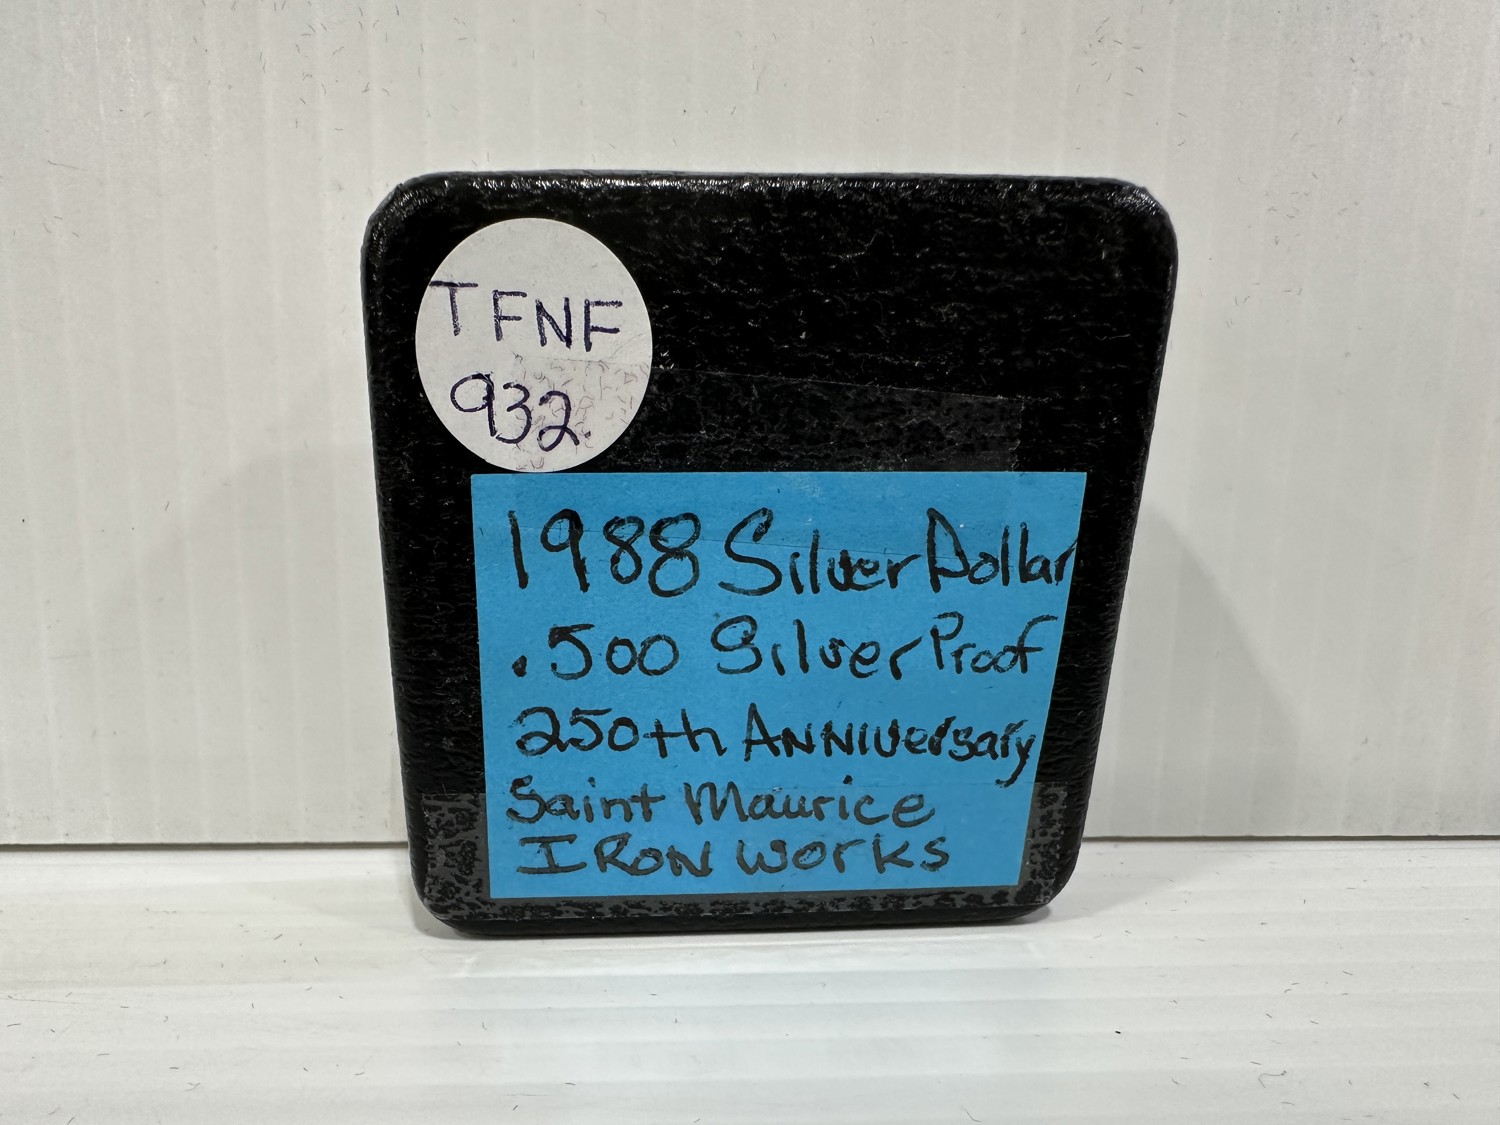 TFNF
932.
1988 Silver Dollar
.500 Silver Proof
250th ANNIVersary
Saint Maurice
IRON WORKS